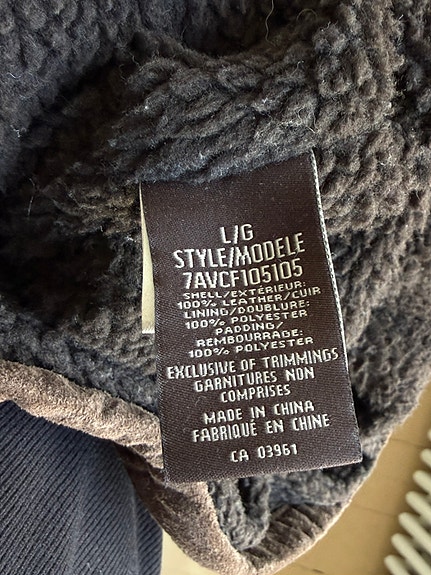 L/G
STYLE/MODELE
7AVCF105105
SHELL/EXTÉRIEUR:
100% LEATHER/CUIR
LINING/DOUBLURE:
100% POLYESTER
PADDING/
REMBOURRAGE:
100% POLYESTER
EXCLUSIVE OF TRIMMINGS
GARNITURES NON
COMPRISES
MADE IN CHINA
FABRIQUÉ EN CHINE
CA 03961